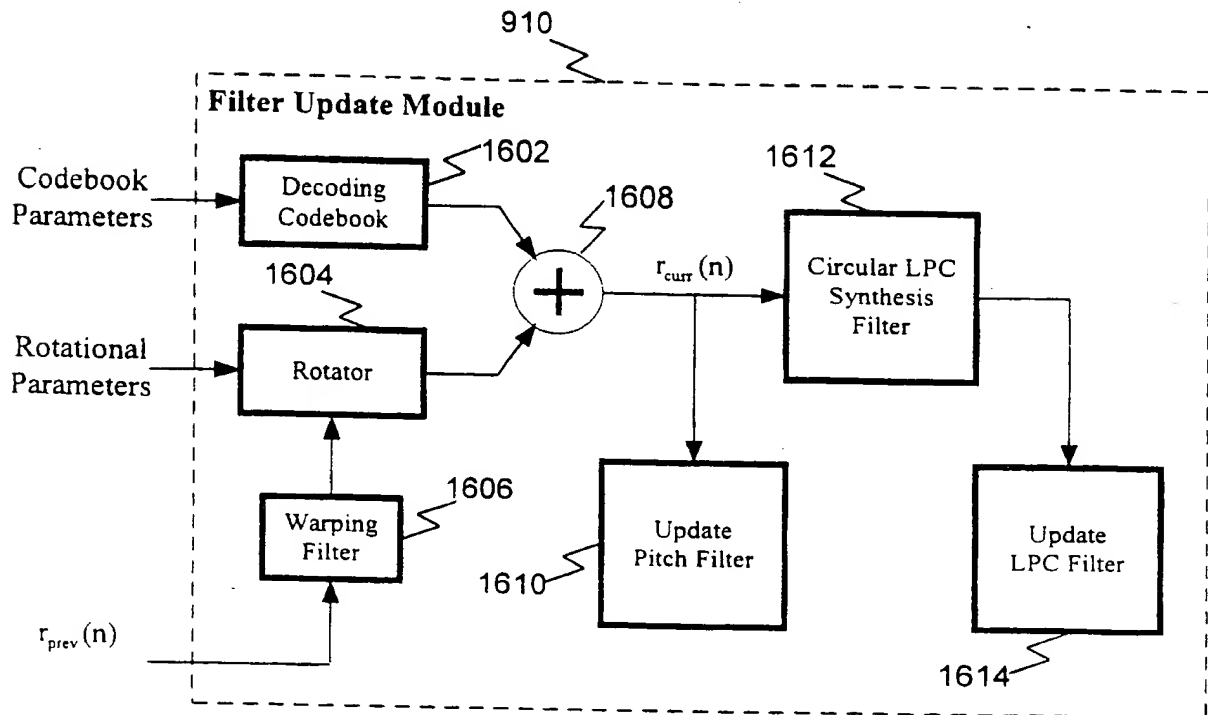 910
Filter Update Module
1602
Codebook
Parameters
Decoding
Codebook
1608
1612
1604
r_curr(n)
Circular LPC
Synthesis
Filter
Rotational
Parameters
Rotator
1606
Warping
Filter
Update
Pitch Filter
1610
Update
LPC Filter
r_prev(n)
1614